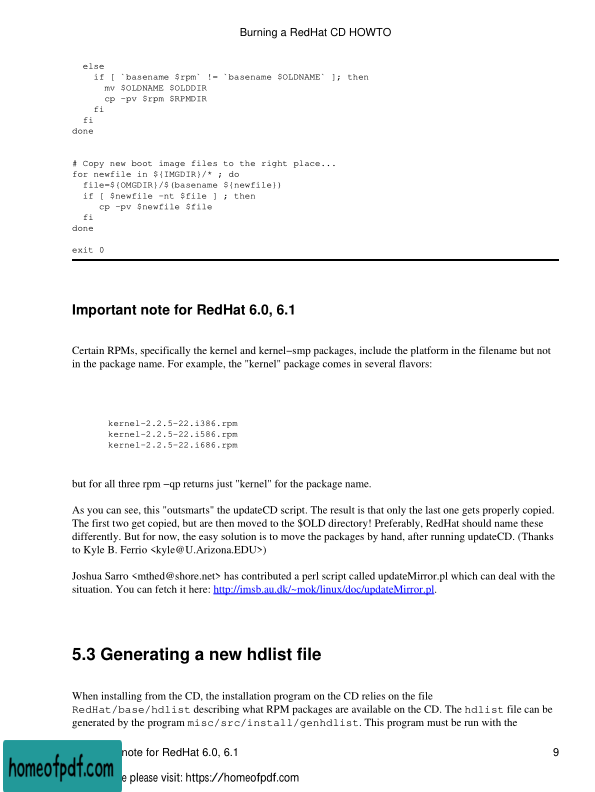 Burning a RedHat CD HOWTO
else
if [ `basename $rpm` != `basename $OLDNAME` ]; then
mv $OLDNAME $OLDDIR
cp −pv $rpm $RPMDIR
fi
fi
done
# Copy new boot image files to the right place...
for newfile in ${IMGDIR}/* ; do
file=${OMGDIR}/$(basename ${newfile})
if [ $newfile −nt $file ] ; then
cp −pv $newfile $file
fi
done
exit 0
Important note for RedHat 6.0, 6.1
Certain RPMs, specifically the kernel and kernel−smp packages, include the platform in the filename but not
in the package name. For example, the "kernel" package comes in several flavors:
kernel−2.2.5−22.i386.rpm
kernel−2.2.5−22.i586.rpm
kernel−2.2.5−22.i686.rpm
but for all three rpm −qp returns just "kernel" for the package name.
As you can see, this "outsmarts" the updateCD script. The result is that only the last one gets properly copied.
The first two get copied, but are then moved to the $OLD directory! Preferably, RedHat should name these
differently. But for now, the easy solution is to move the packages by hand, after running updateCD. (Thanks
to Kyle B. Ferrio <kyle@U.Arizona.EDU>)
Joshua Sarro <mthed@shore.net> has contributed a perl script called updateMirror.pl which can deal with the
situation. You can fetch it here: http://imsb.au.dk/~mok/linux/doc/updateMirror.pl.
5.3 Generating a new hdlist file
When installing from the CD, the installation program on the CD relies on the file
RedHat/base/hdlist describing what RPM packages are available on the CD. The hdlist file can be
generated by the program misc/src/install/genhdlist. This program must be run with the
note for RedHat 6.0, 6.1 9
homeofpdf.com
e please visit: https://homeofpdf.com